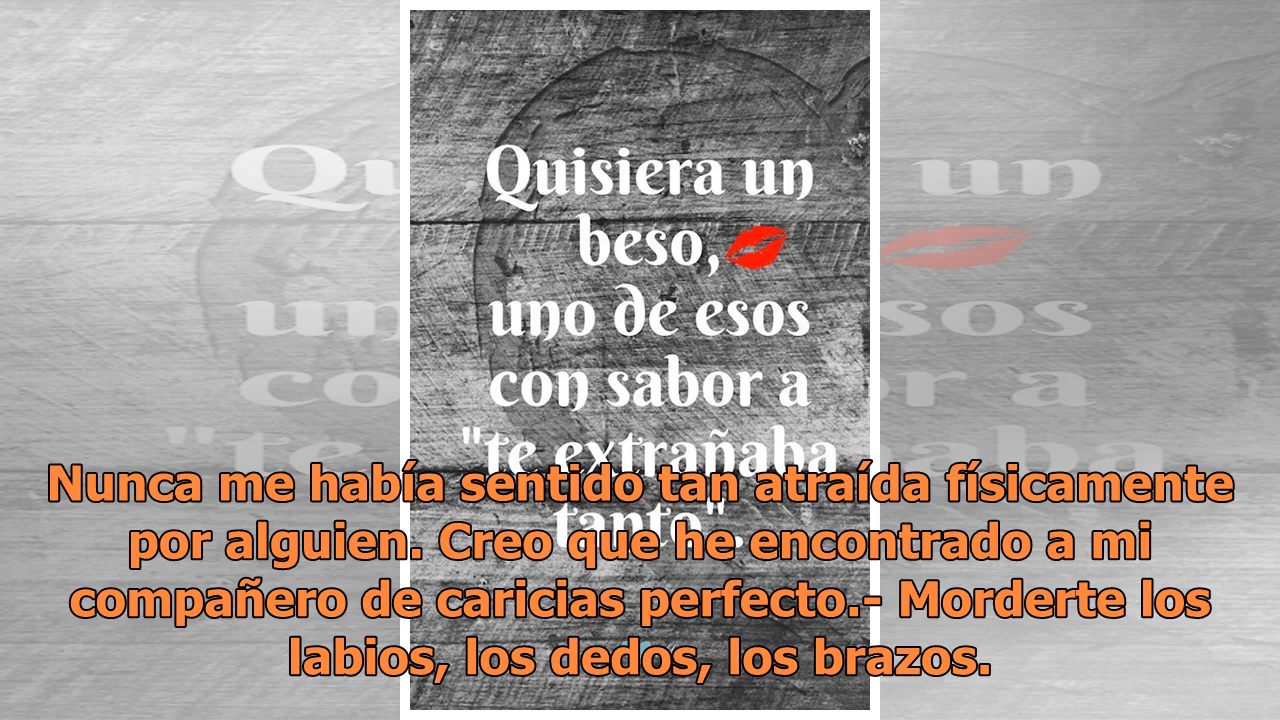 Quisiera un
beso,
uno de esos
con sabor a
"te extrañaba
tanto".
Nunca me había sentido tan atraída físicamente
por alguien. Creo que he encontrado a mi
compañero de caricias perfecto.- Morderte los
labios, los dedos, los brazos.